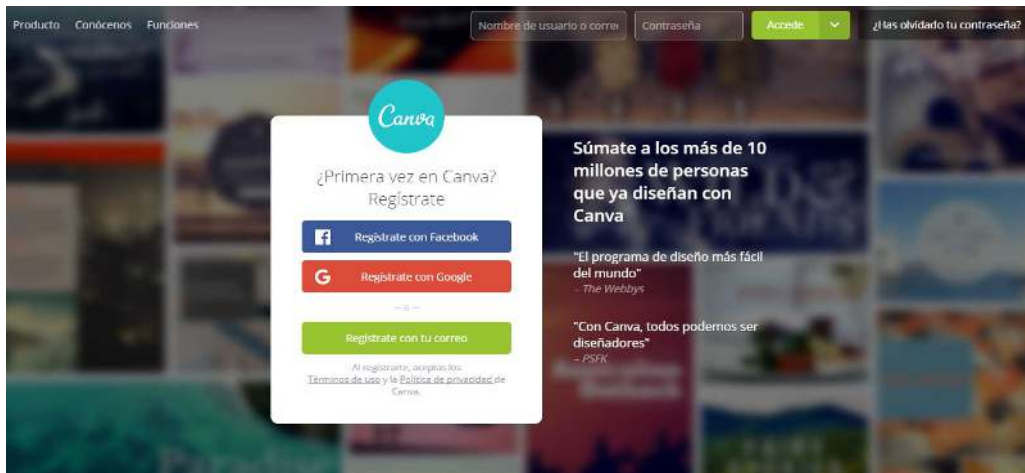 Producto Conócenos Funciones Nombre de usuario o correo Contraseña Accede ¿Has olvidado tu contraseña?
Canva
¿Primera vez en Canva?
Regístrate
Regístrate con Facebook
G Regístrate con Google
– o –
Regístrate con tu correo
Al registrarte, aceptas los
Términos de uso y la Política de privacidad de
Canva.
Súmate a los más de 10
millones de personas
que ya diseñan con
Canva
"El programa de diseño más fácil
del mundo"
– The Webbys
"Con Canva, todos podemos ser
diseñadores"
– PSFK